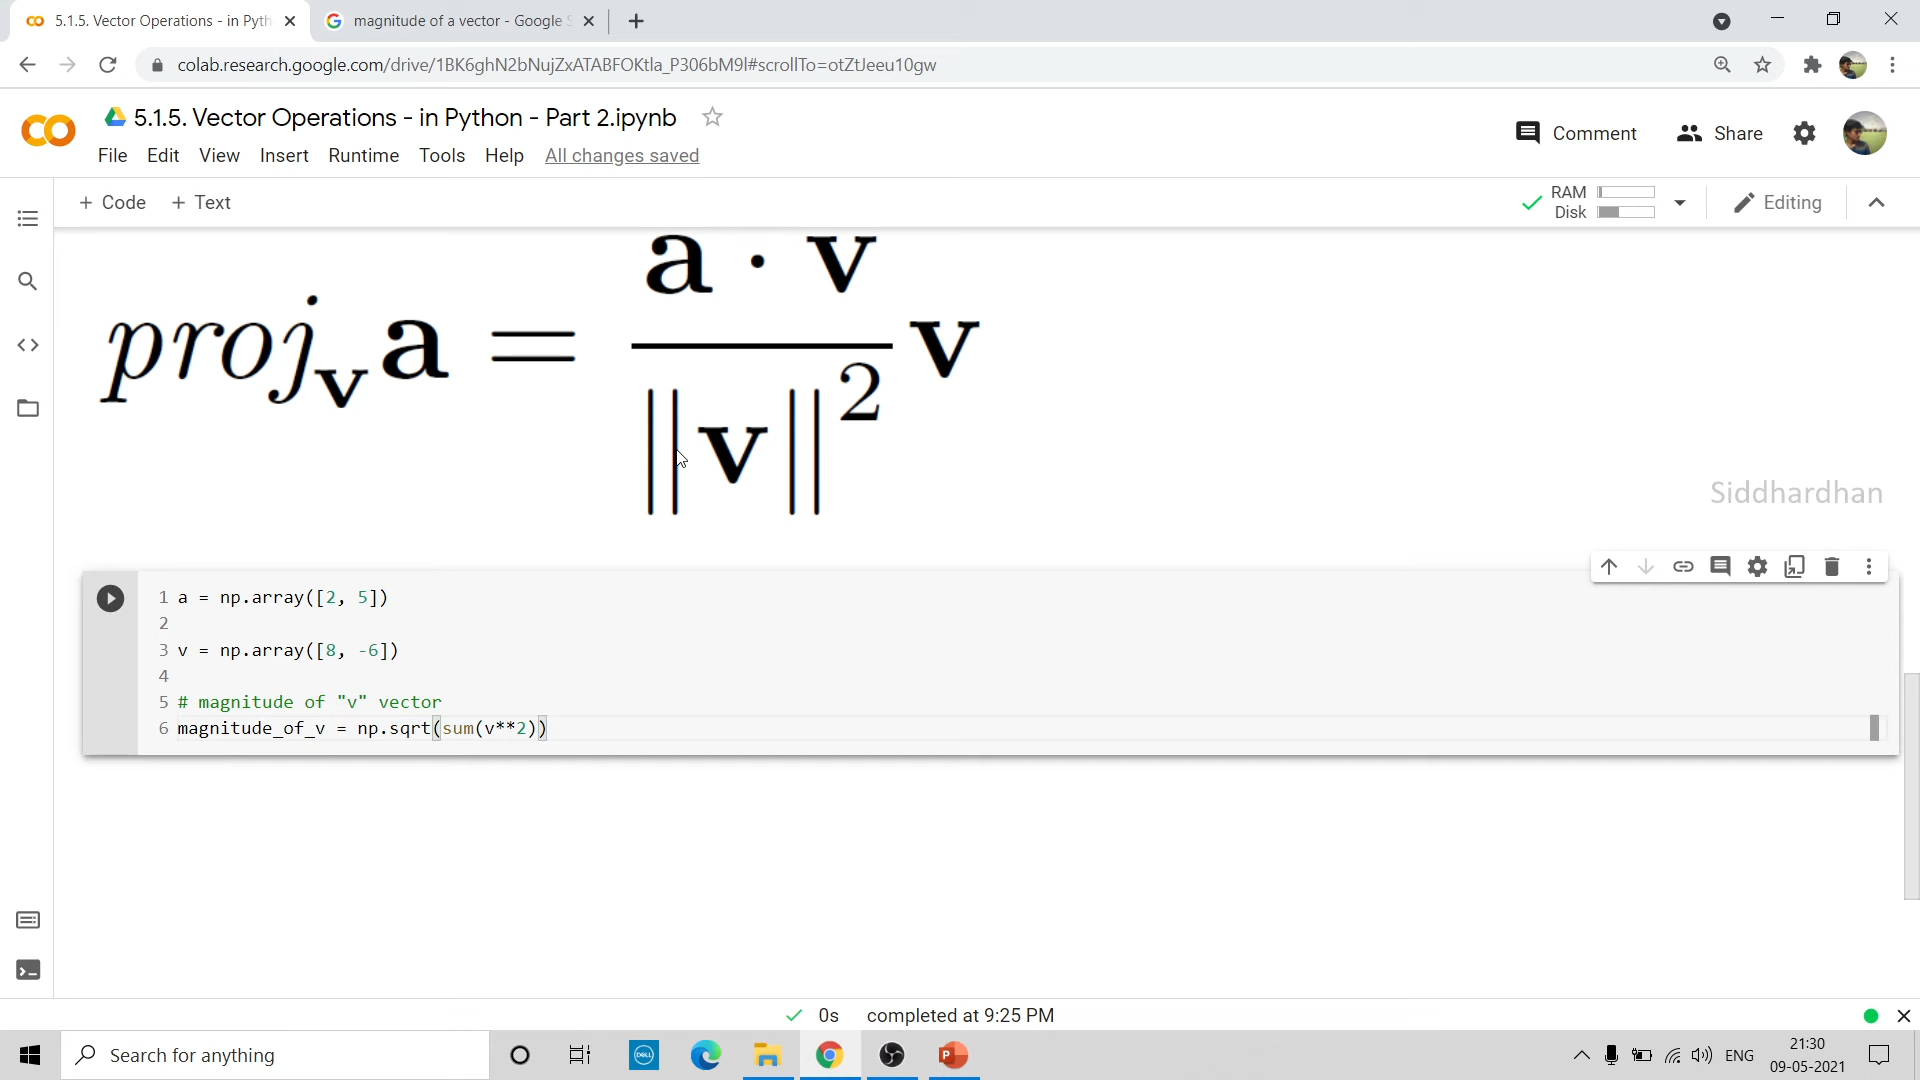 5.1.5. Vector Operations - in Pyth
magnitude of a vector - Google S
colab.research.google.com/drive/1BK6ghN2bNujZxATABFOKtla_P306bM9l#scrollTo=otZtJeeu10gw
5.1.5. Vector Operations - in Python - Part 2.ipynb
File Edit View Insert Runtime Tools Help All changes saved
Comment Share
+ Code + Text
RAM
Disk
Editing
proj_v a = a · v / ||v||² v
Siddhardhan
1 a = np.array([2, 5])
2
3 v = np.array([8, -6])
4
5 # magnitude of "v" vector
6 magnitude_of_v = np.sqrt(sum(v**2))
0s completed at 9:25 PM
Search for anything
DELL
ENG
21:30
09-05-2021